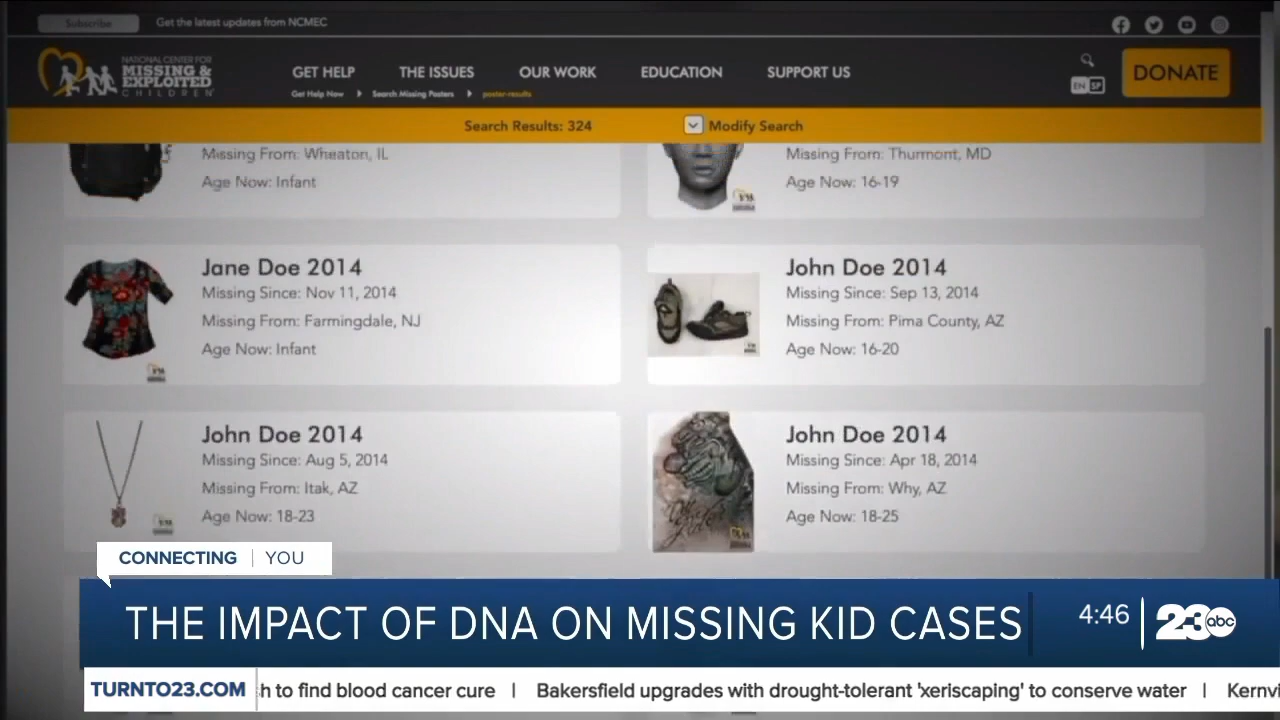 Subscribe
Get the latest updates from NCMEC
NATIONAL CENTER FOR
MISSING &
EXPLOITED
CHILDREN
GET HELP
THE ISSUES
OUR WORK
EDUCATION
SUPPORT US
EN
SP
DONATE
Get Help Now
Search Missing Posters
poster-results
Search Results: 324
Modify Search
Missing From: Wheaton, IL
Age Now: Infant
Missing From: Thurmont, MD
Age Now: 16-19
Jane Doe 2014
Missing Since: Nov 11, 2014
Missing From: Farmingdale, NJ
Age Now: Infant
John Doe 2014
Missing Since: Sep 13, 2014
Missing From: Pima County, AZ
Age Now: 16-20
John Doe 2014
Missing Since: Aug 5, 2014
Missing From: Itak, AZ
Age Now: 18-23
John Doe 2014
Missing Since: Apr 18, 2014
Missing From: Why, AZ
Age Now: 18-25
CONNECTING | YOU
THE IMPACT OF DNA ON MISSING KID CASES
4:46
23 abc
TURNTO23.COM
h to find blood cancer cure | Bakersfield upgrades with drought-tolerant 'xeriscaping' to conserve water | Kernvi